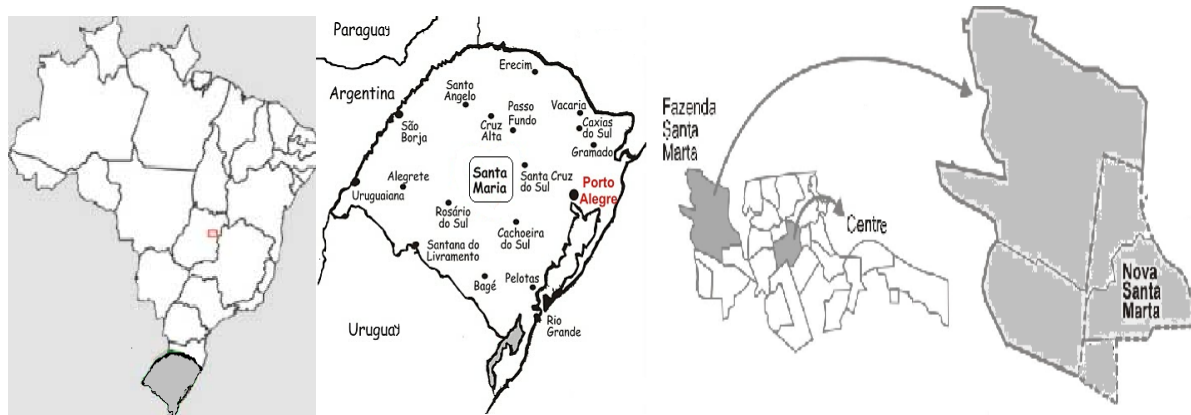 Paraguay
Argentina
Uruguay
Erecim
Santo
Angelo
Passo
Fundo
Cruz
Alta
Vacaria
Caxias
do Sul
Gramado
São
Borja
Santa
Maria
Santa Cruz
do Sul
Porto
Alegre
Alegrete
Uruguaiana
Rosário
do Sul
Cachoeira
do Sul
Santana do
Livramento
Bagé
Pelotas
Rio
Grande
Fazenda
Santa
Marta
Centre
Nova
Santa
Marta